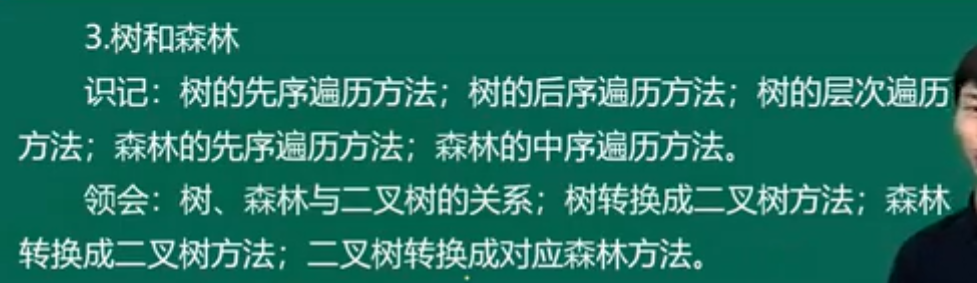 3.树和森林
识记：树的先序遍历方法；树的后序遍历方法；树的层次遍历
方法；森林的先序遍历方法；森林的中序遍历方法。
领会：树、森林与二叉树的关系；树转换成二叉树方法；森林
转换成二叉树方法；二叉树转换成对应森林方法。